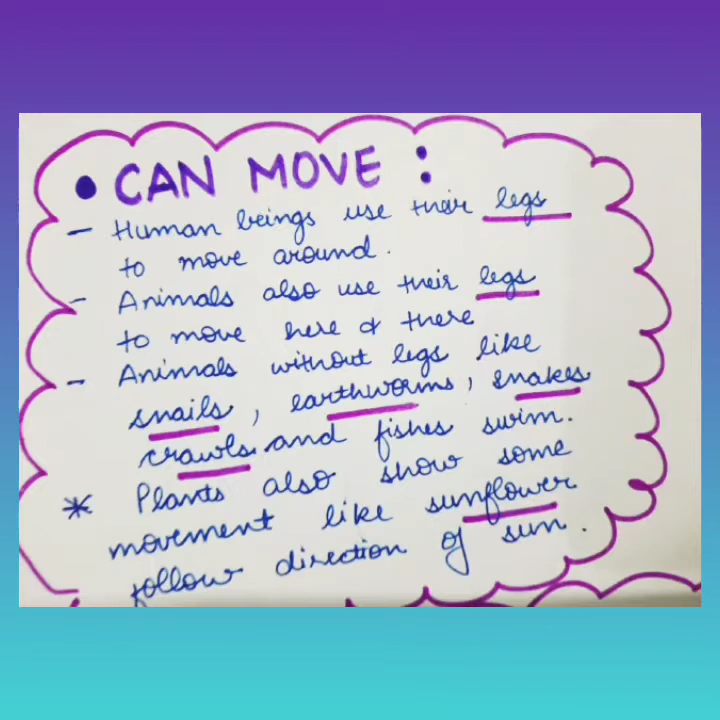 • CAN MOVE :
- Human beings use their legs
to move around.
- Animals also use their legs
to move here & there
- Animals without legs like
snails, earthworms, snakes
crawls. and fishes swim.
* Plants also show some
movement like sunflower
follow direction of sun.